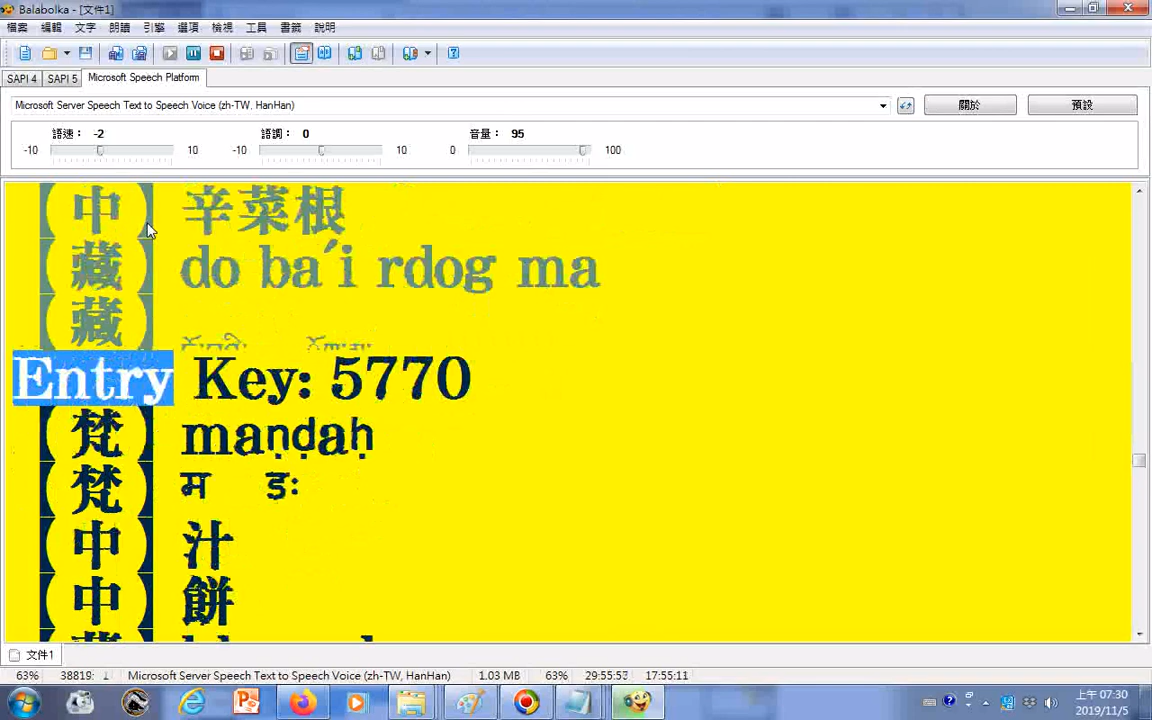 Balabolka - [文件1]
檔案 編輯 文字 朗讀 引擎 選項 檢視 工具 書籤 說明
SAPI 4 SAPI 5 Microsoft Speech Platform
Microsoft Server Speech Text to Speech Voice (zh-TW, HanHan) 關於 預設
語速： -2 語調： 0 音量： 95
-10 10 -10 10 0 100
【中】 辛菜根
【藏】 do ba'i rdog ma
【藏】
Entry Key: 5770
【梵】 maṇḍaḥ
【梵】 म डः
【中】 汁
【中】 餅
文件1
63% 38819: 1 Microsoft Server Speech Text to Speech Voice (zh-TW, HanHan) 1.03 MB 63% 29:55:53 17:55:11
上午 07:30
2019/11/5